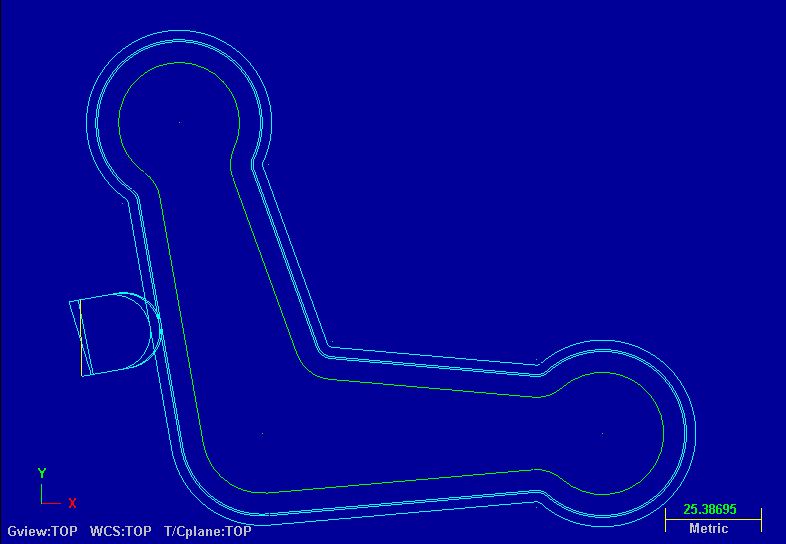 Y
X
Gview:TOP WCS:TOP T/Cplane:TOP
25.38695
Metric